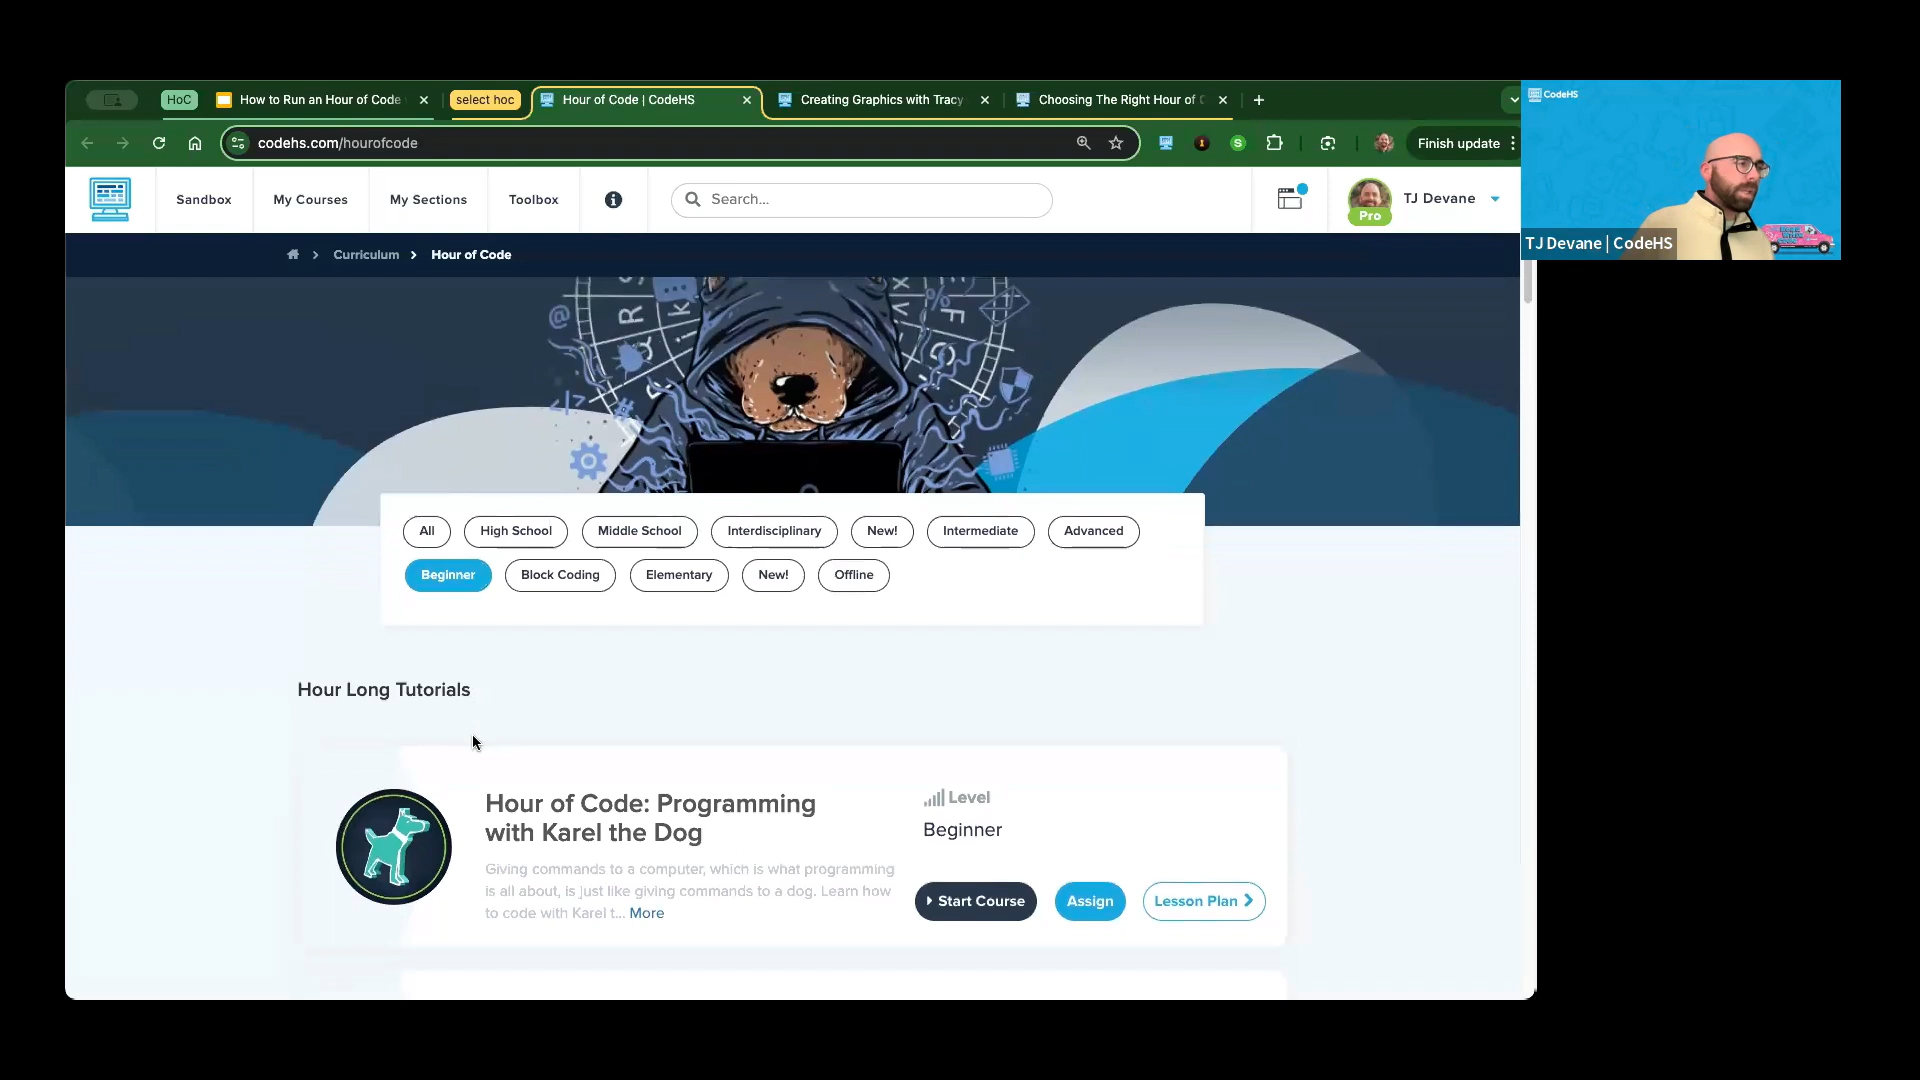 HoC
How to Run an Hour of Code
select hoc
Hour of Code | CodeHS
Creating Graphics with Tracy
Choosing The Right Hour of
codehs.com/hourofcode
S
Finish update
Sandbox
My Courses
My Sections
Toolbox
Search...
Pro
TJ Devane
CodeHS
TJ Devane | CodeHS
Curriculum
Hour of Code
All
High School
Middle School
Interdisciplinary
New!
Intermediate
Advanced
Beginner
Block Coding
Elementary
New!
Offline
Hour Long Tutorials
Hour of Code: Programming
with Karel the Dog
Giving commands to a computer, which is what programming
is all about, is just like giving commands to a dog. Learn how
to code with Karel t... More
Level
Beginner
Start Course
Assign
Lesson Plan